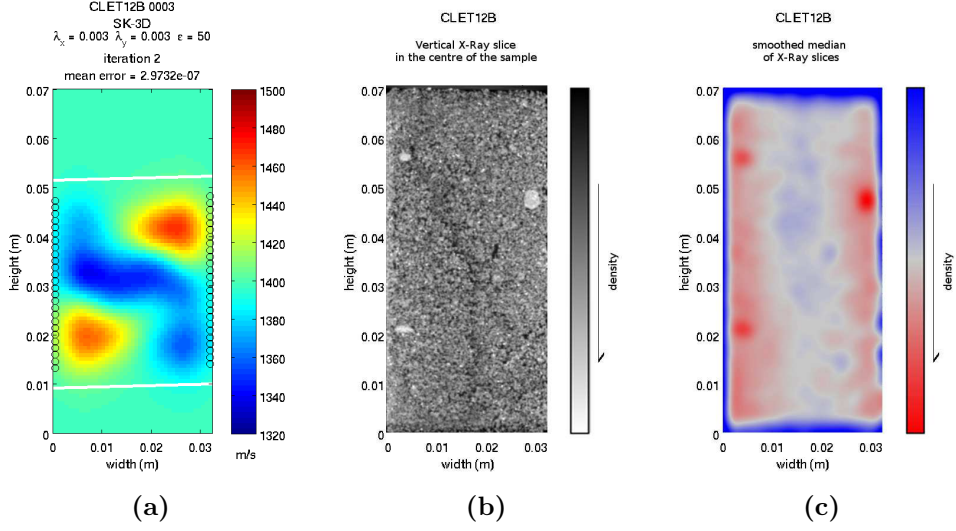 CLET12B 0003
SK-3D
λx = 0.003 λy = 0.003 ε = 50
iteration 2
mean error = 2.9732e-07
0.07
0.06
0.05
0.04
0.03
0.02
0.01
0
height (m)
0 0.01 0.02 0.03
width (m)
1500
1480
1460
1440
1420
1400
1380
1360
1340
1320
m/s
(a)
CLET12B
Vertical X-Ray slice
in the centre of the sample
0.07
0.06
0.05
0.04
0.03
0.02
0.01
0
height (m)
0 0.01 0.02 0.03
width (m)
density
(b)
CLET12B
smoothed median
of X-Ray slices
0.07
0.06
0.05
0.04
0.03
0.02
0.01
0
height (m)
0 0.01 0.02 0.03
width (m)
density
(c)